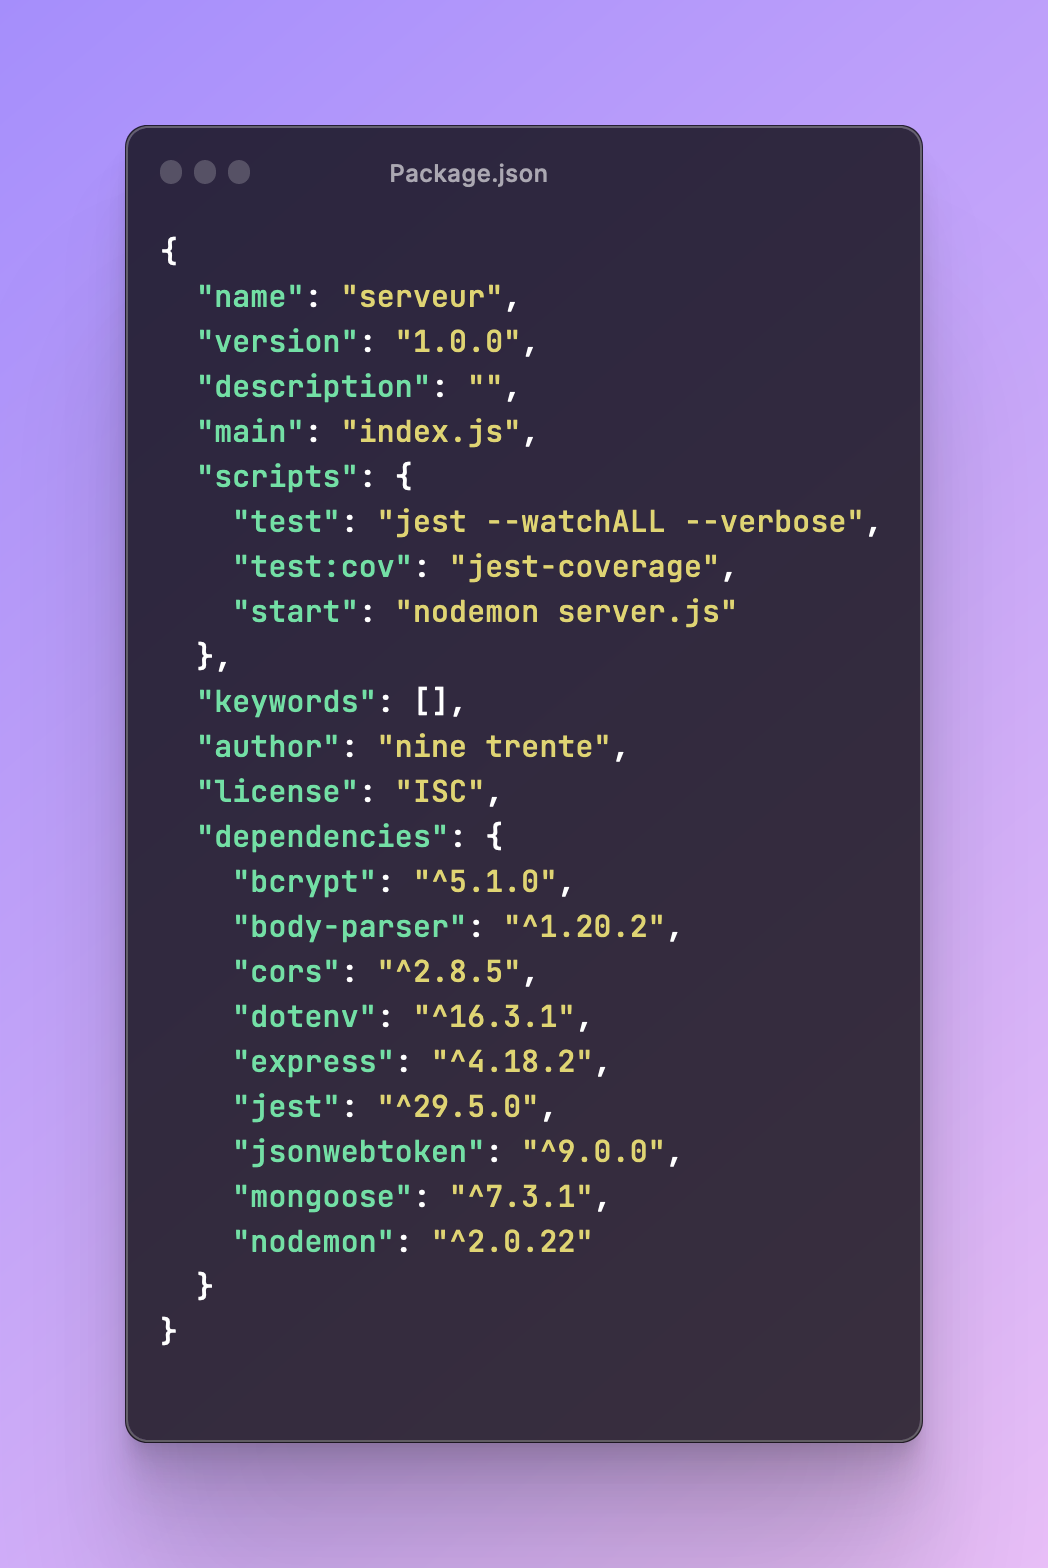 Package.json
{
  "name": "serveur",
  "version": "1.0.0",
  "description": "",
  "main": "index.js",
  "scripts": {
    "test": "jest --watchALL --verbose",
    "test:cov": "jest-coverage",
    "start": "nodemon server.js"
  },
  "keywords": [],
  "author": "nine trente",
  "license": "ISC",
  "dependencies": {
    "bcrypt": "^5.1.0",
    "body-parser": "^1.20.2",
    "cors": "^2.8.5",
    "dotenv": "^16.3.1",
    "express": "^4.18.2",
    "jest": "^29.5.0",
    "jsonwebtoken": "^9.0.0",
    "mongoose": "^7.3.1",
    "nodemon": "^2.0.22"
  }
}